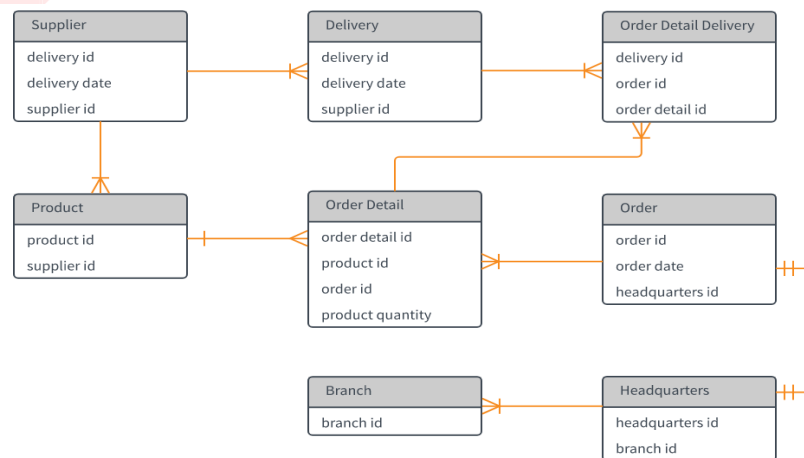 Supplier
delivery id
delivery date
supplier id
Delivery
delivery id
delivery date
supplier id
Order Detail Delivery
delivery id
order id
order detail id
Product
product id
supplier id
Order Detail
order detail id
product id
order id
product quantity
Order
order id
order date
headquarters id
Branch
branch id
Headquarters
headquarters id
branch id